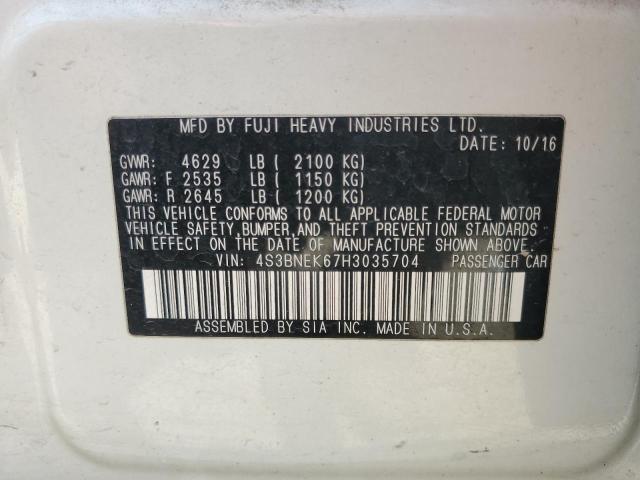 MFD BY FUJI HEAVY INDUSTRIES LTD.
DATE: 10/16
GVWR: 4629 LB ( 2100 KG)
GAWR: F 2535 LB ( 1150 KG)
GAWR: R 2645 LB ( 1200 KG)
THIS VEHICLE CONFORMS TO ALL APPLICABLE FEDERAL MOTOR
VEHICLE SAFETY,BUMPER,AND THEFT PREVENTION STANDARDS
IN EFFECT ON THE DATE OF MANUFACTURE SHOWN ABOVE.
VIN: 4S3BNEK67H3035704 PASSENGER CAR
ASSEMBLED BY SIA INC. MADE IN U.S.A.